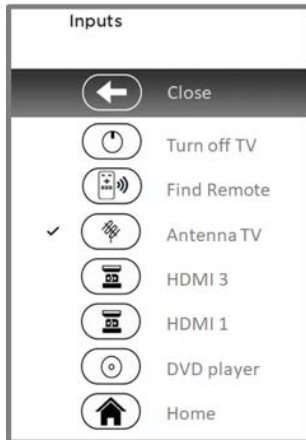 Inputs
Close
Turn off TV
Find Remote
Antenna TV
HDMI 3
HDMI 1
DVD player
Home